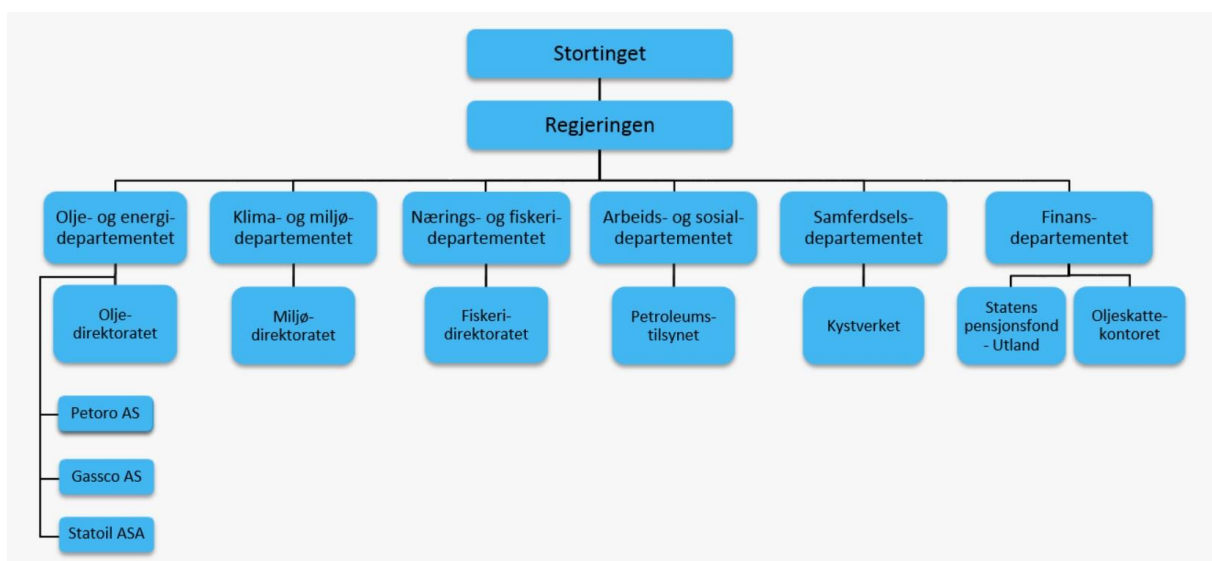 Stortinget
Regjeringen
Olje- og energi-
departementet
Klima- og miljø-
departementet
Nærings- og fiskeri-
departementet
Arbeids- og sosial-
departementet
Samferdsels-
departementet
Finans-
departementet
Olje-
direktoratet
Miljø-
direktoratet
Fiskeri-
direktoratet
Petroleums-
tilsynet
Kystverket
Statens
pensjonsfond
- Utland
Oljeskatte-
kontoret
Petoro AS
Gassco AS
Statoil ASA